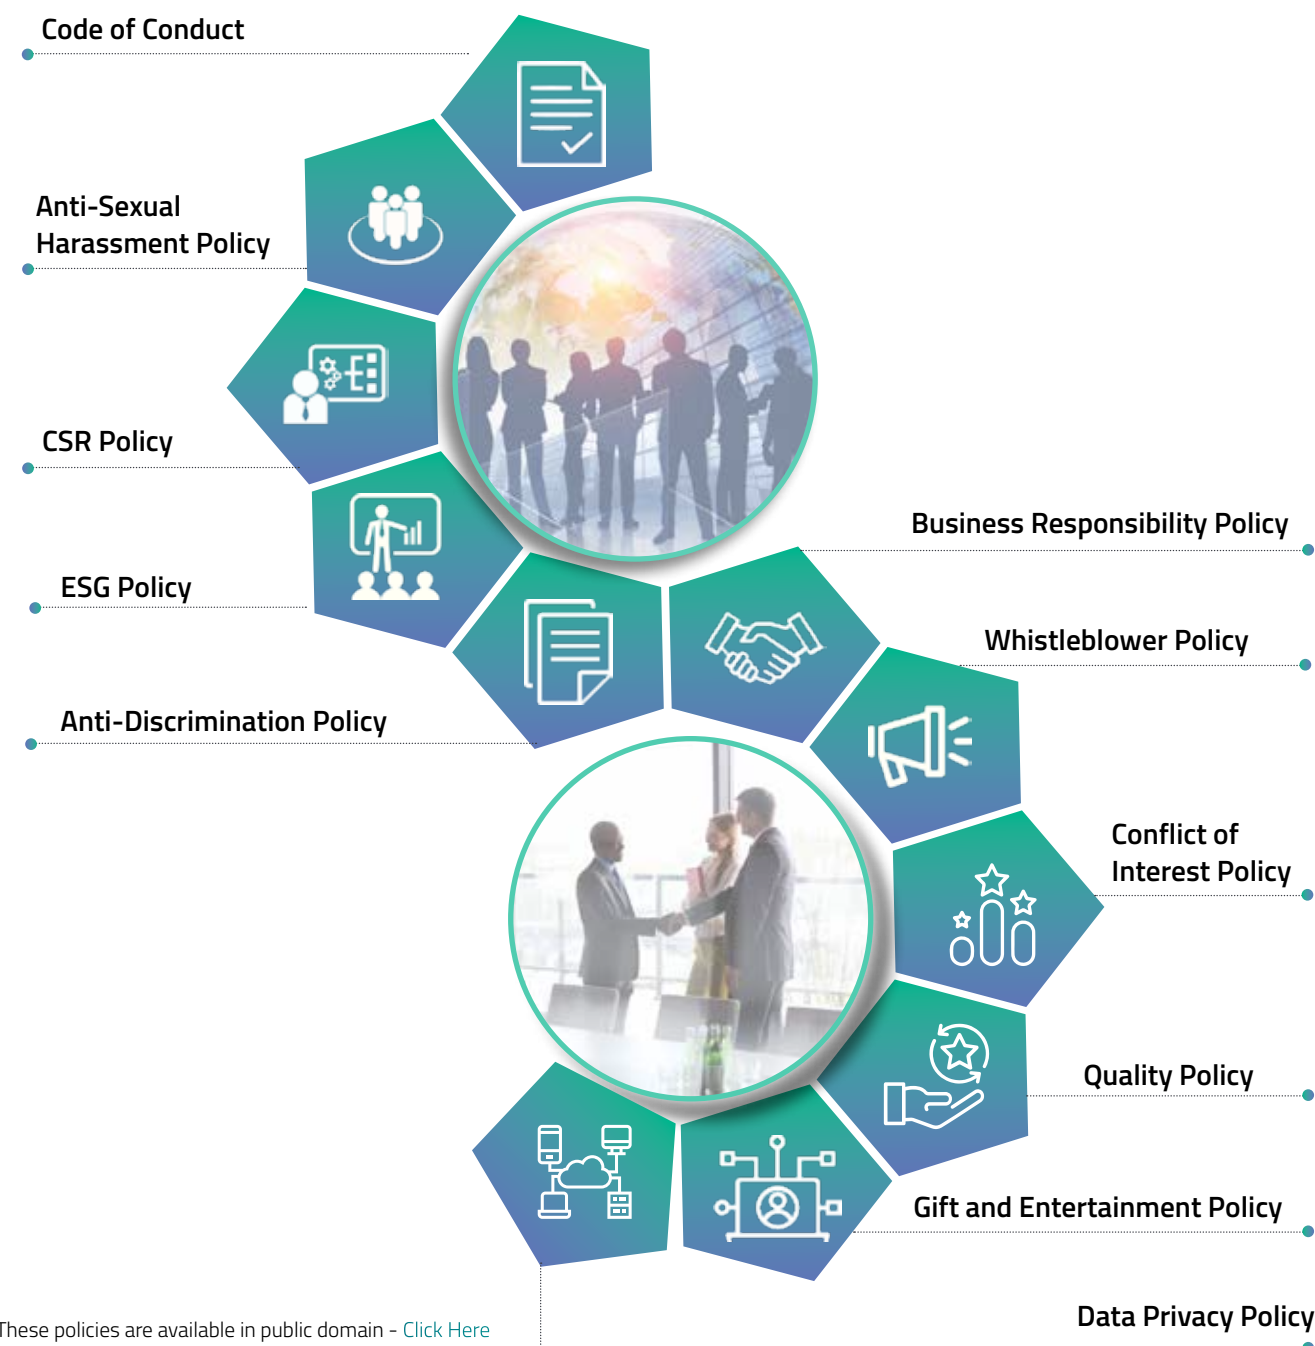 Code of Conduct
Anti-Sexual
Harassment Policy
CSR Policy
ESG Policy
Anti-Discrimination Policy
Business Responsibility Policy
Whistleblower Policy
Conflict of
Interest Policy
Quality Policy
Gift and Entertainment Policy
Data Privacy Policy
These policies are available in public domain - Click Here